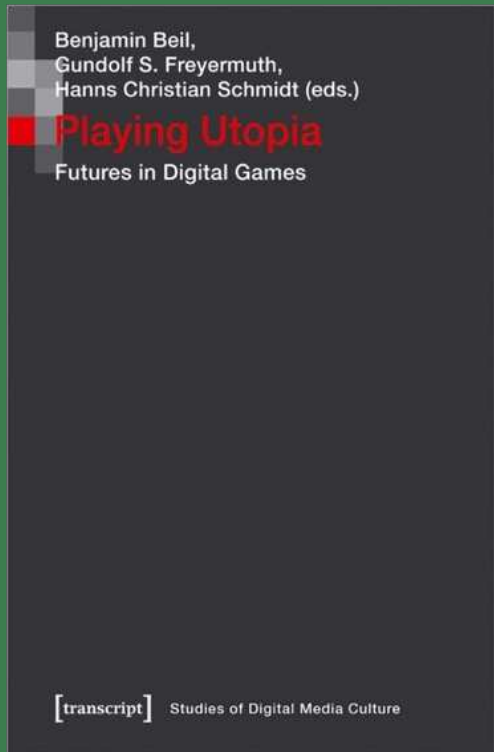 Benjamin Beil,
Gundolf S. Freyermuth,
Hanns Christian Schmidt (eds.)
Playing Utopia
Futures in Digital Games
[transcript] Studies of Digital Media Culture